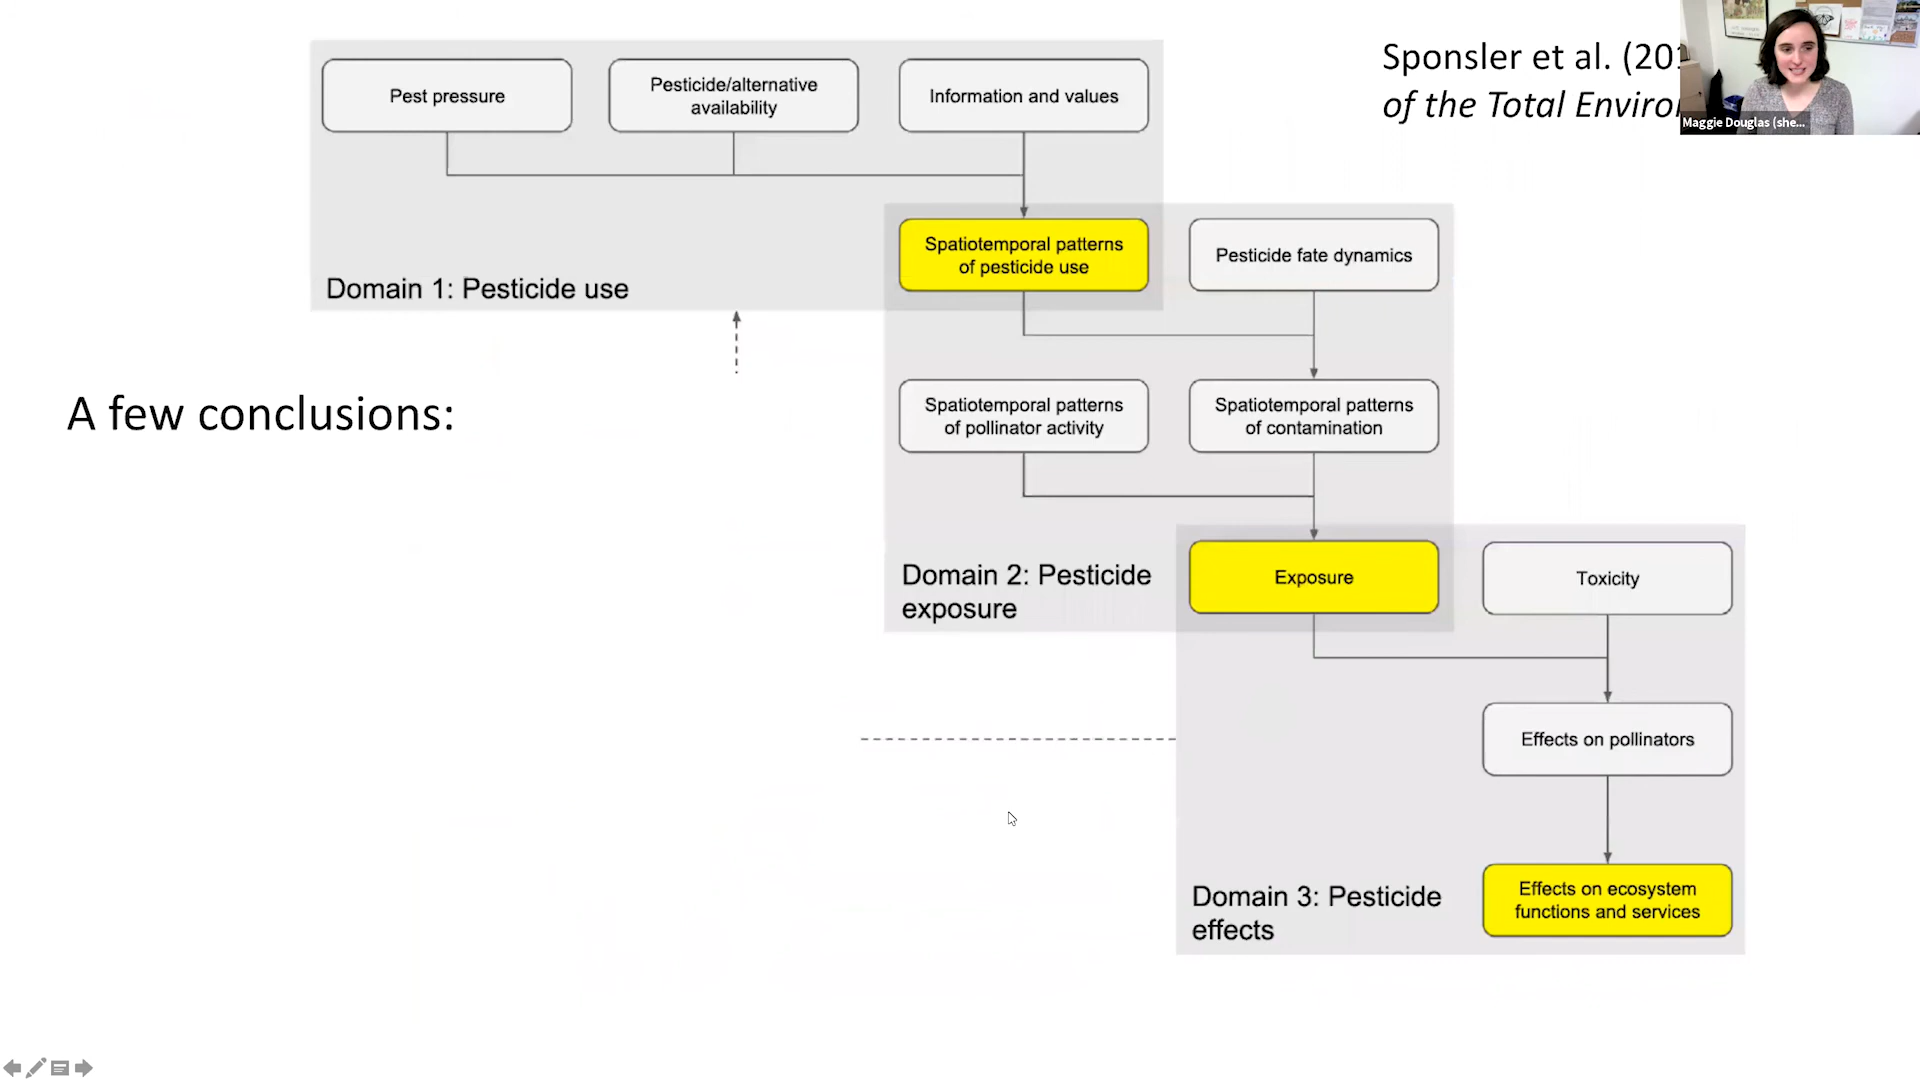 Sponsler et al. (201
of the Total Environ
Maggie Douglas (she...
Pest pressure
Pesticide/alternative
availability
Information and values
Spatiotemporal patterns
of pesticide use
Pesticide fate dynamics
Domain 1: Pesticide use
A few conclusions:
Spatiotemporal patterns
of pollinator activity
Spatiotemporal patterns
of contamination
Domain 2: Pesticide
exposure
Exposure
Toxicity
Effects on pollinators
Domain 3: Pesticide
effects
Effects on ecosystem
functions and services